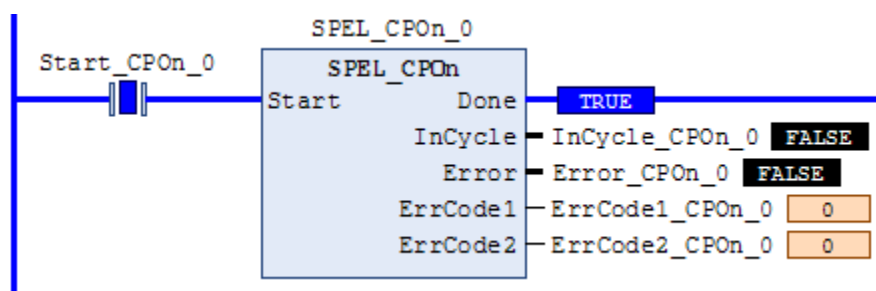 SPEL_CPOn_0
Start_CPOn_0
SPEL_CPOn
Start Done TRUE
InCycle InCycle_CPOn_0 FALSE
Error Error_CPOn_0 FALSE
ErrCode1 ErrCode1_CPOn_0 0
ErrCode2 ErrCode2_CPOn_0 0